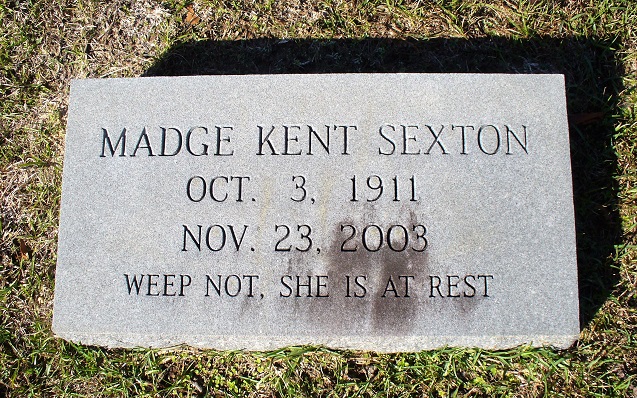 MADGE KENT SEXTON
OCT. 3, 1911
NOV. 23, 2003
WEEP NOT, SHE IS AT REST